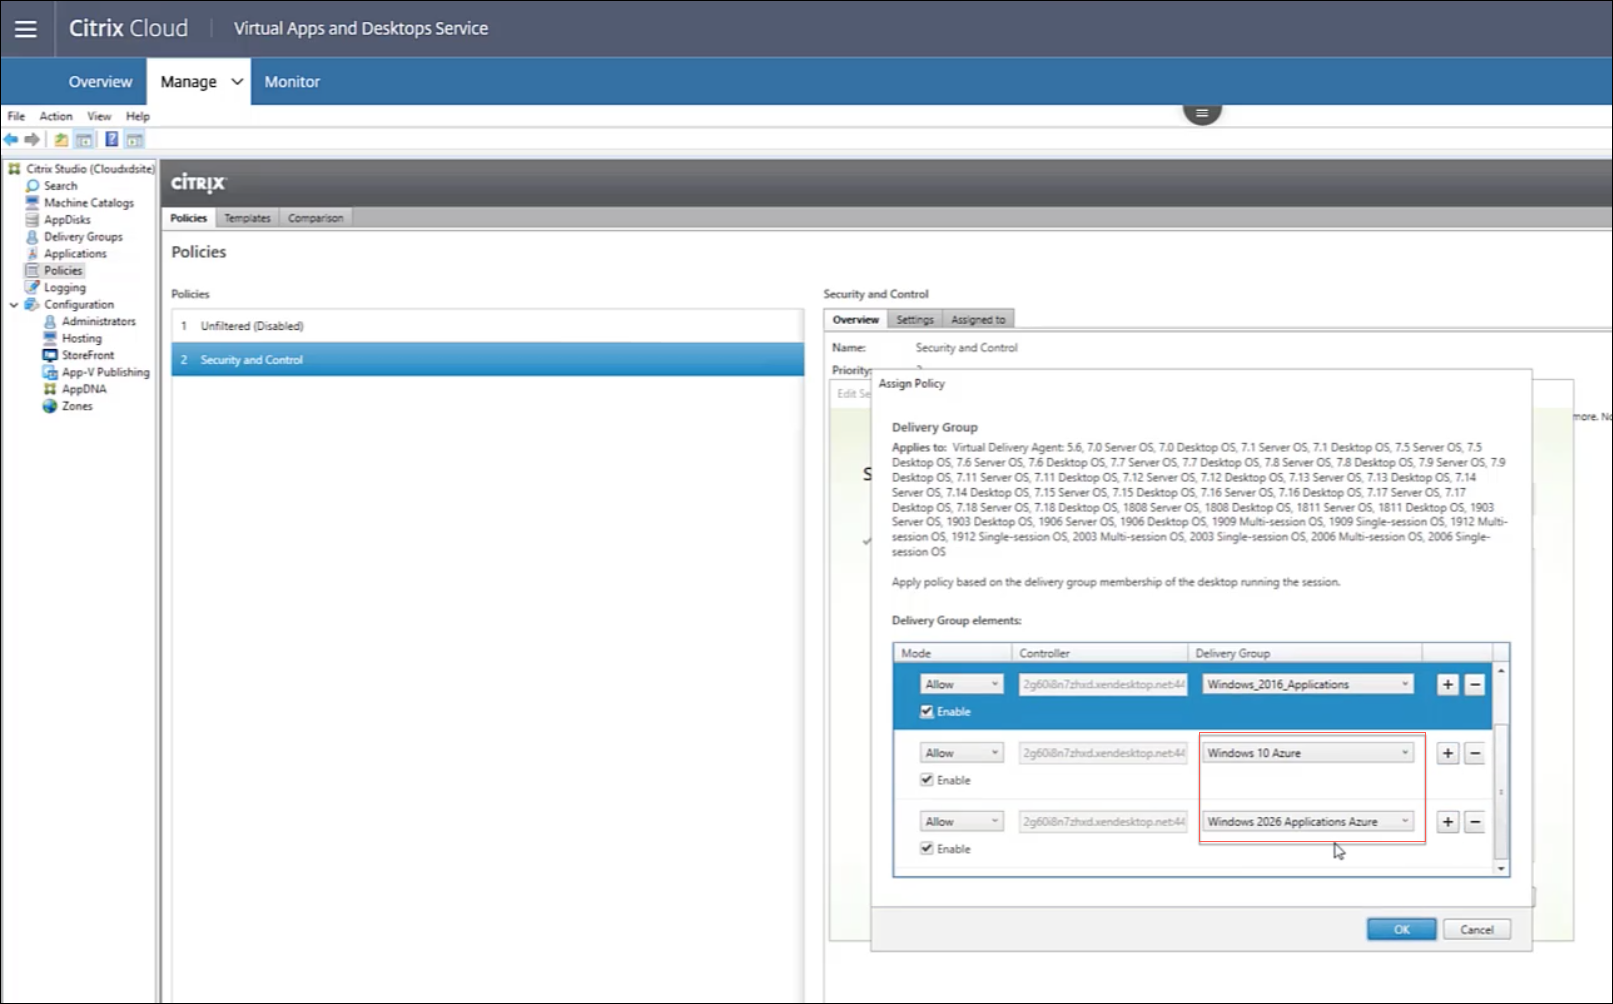 Citrix Cloud
Virtual Apps and Desktops Service
Overview
Manage
Monitor
File Action View Help
Citrix Studio (Cloudxdsite)
Search
Machine Catalogs
AppDisks
Delivery Groups
Applications
Policies
Logging
Configuration
Administrators
Hosting
StoreFront
App-V Publishing
AppDNA
Zones
CITRIX
Policies Templates Comparison
Policies
Policies
1 Unfiltered (Disabled)
2 Security and Control
Security and Control
Overview Settings Assigned to
Name: Security and Control
Priority:
Edit Se
more. No
S
Assign Policy
Delivery Group
Applies to: Virtual Delivery Agent: 5.6, 7.0 Server OS, 7.0 Desktop OS, 7.1 Server OS, 7.1 Desktop OS, 7.5 Server OS, 7.5
Desktop OS, 7.6 Server OS, 7.6 Desktop OS, 7.7 Server OS, 7.7 Desktop OS, 7.8 Server OS, 7.8 Desktop OS, 7.9 Server OS, 7.9
Desktop OS, 7.11 Server OS, 7.11 Desktop OS, 7.12 Server OS, 7.12 Desktop OS, 7.13 Server OS, 7.13 Desktop OS, 7.14
Server OS, 7.14 Desktop OS, 7.15 Server OS, 7.15 Desktop OS, 7.16 Server OS, 7.16 Desktop OS, 7.17 Server OS, 7.17
Desktop OS, 7.18 Server OS, 7.18 Desktop OS, 1808 Server OS, 1808 Desktop OS, 1811 Server OS, 1811 Desktop OS, 1903
Server OS, 1903 Desktop OS, 1906 Server OS, 1906 Desktop OS, 1909 Multi-session OS, 1909 Single-session OS, 1912 Multi-
session OS, 1912 Single-session OS, 2003 Multi-session OS, 2003 Single-session OS, 2006 Multi-session OS, 2006 Single-
session OS
Apply policy based on the delivery group membership of the desktop running the session.
Delivery Group elements:
Mode Controller Delivery Group
Allow 2g60i8n7zhxd.xendesktop.net:44 Windows_2016_Applications + −
Enable
Allow 2g60i8n7zhxd.xendesktop.net:44 Windows 10 Azure + −
Enable
Allow 2g60i8n7zhxd.xendesktop.net:44 Windows 2026 Applications Azure + −
Enable
OK Cancel